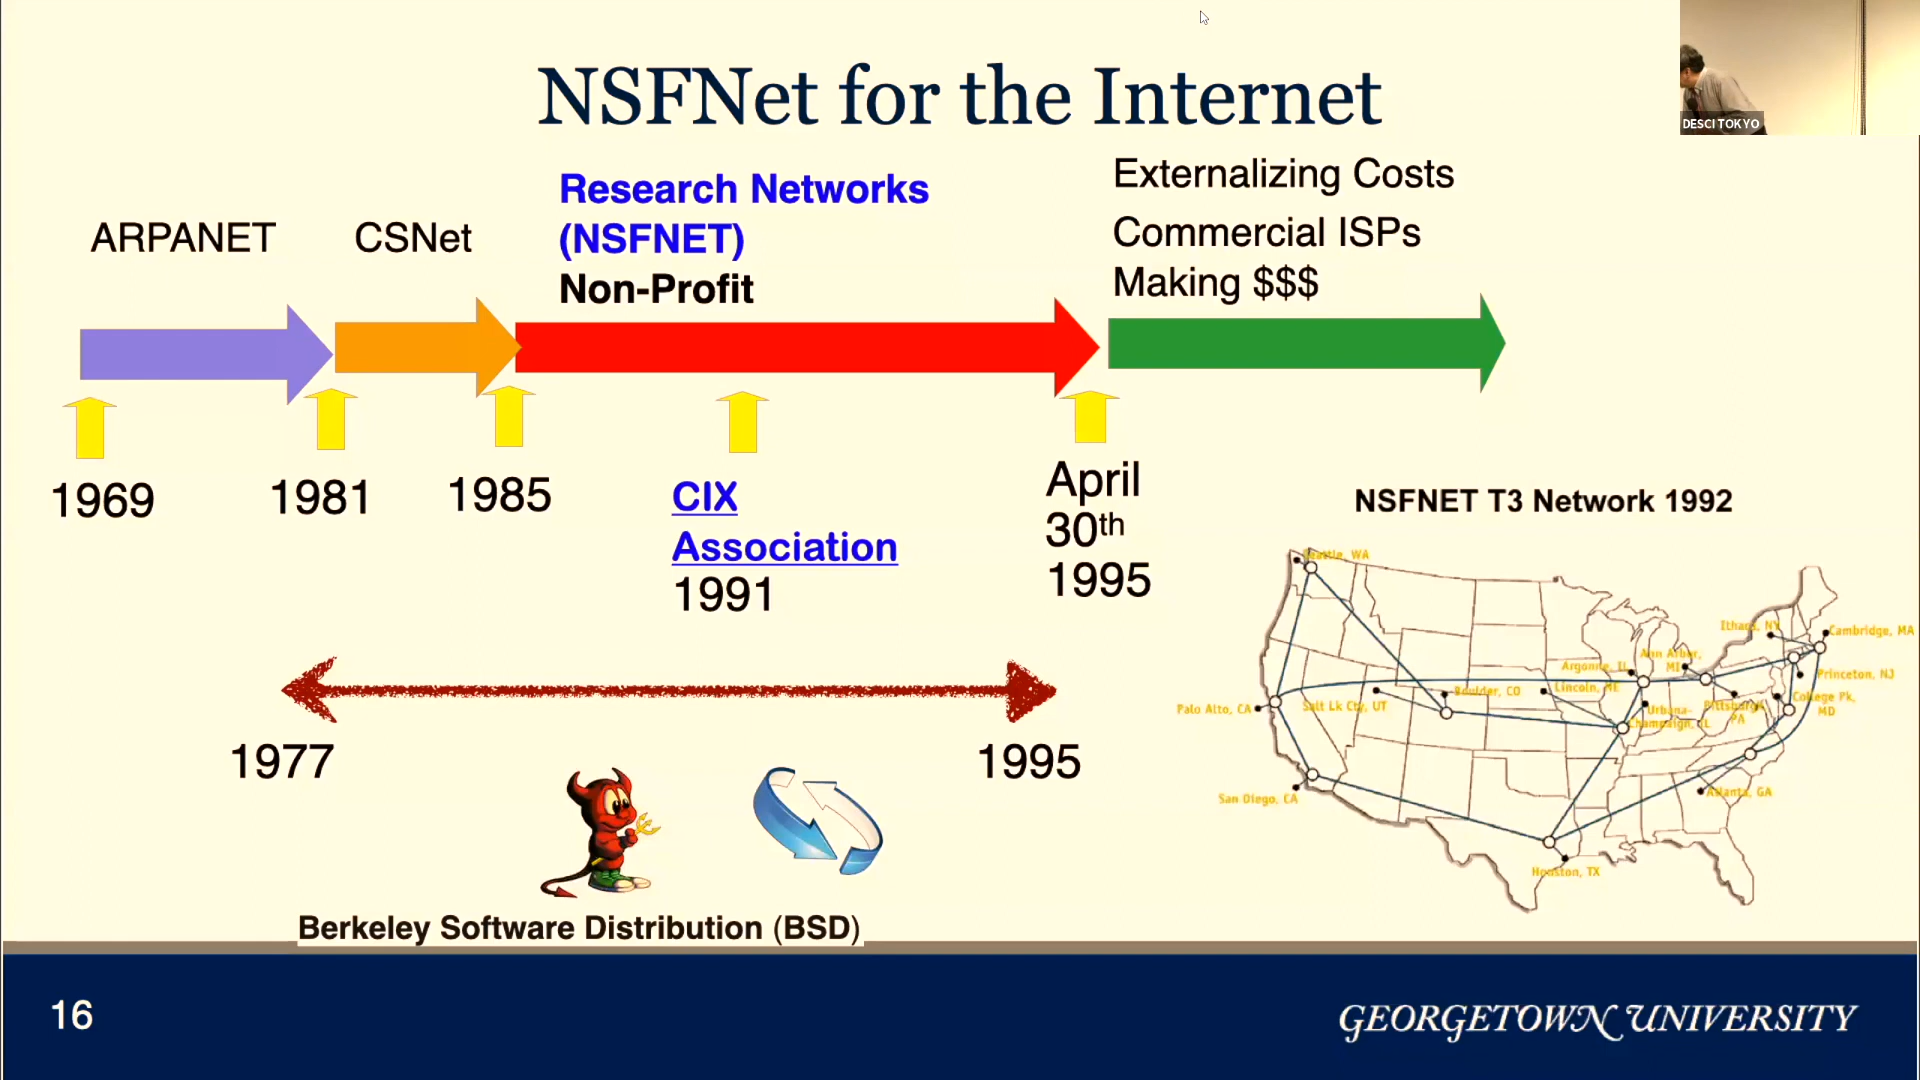 NSFNet for the Internet
DESCI TOKYO
ARPANET
CSNet
Research Networks
(NSFNET)
Non-Profit
Externalizing Costs
Commercial ISPs
Making $$$
1969
1981
1985
CIX
Association
1991
April
30th
1995
1977
1995
Berkeley Software Distribution (BSD)
NSFNET T3 Network 1992
Seattle, WA
Ithaca, NY
Cambridge, MA
Ann Arbor,
MI
Argonne, IL
Princeton, NJ
Palo Alto, CA
Salt Lk Cty, UT
Boulder, CO
Lincoln, NE
Urbana-
Champaign, IL
Pittsburgh,
PA
College Pk,
MD
San Diego, CA
Atlanta, GA
Houston, TX
16
GEORGETOWN UNIVERSITY